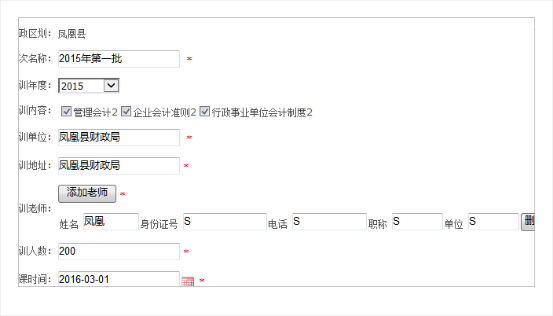 政区划: 凤凰县
次名称: 2015年第一批 *
训年度: 2015
训内容: 管理会计2 企业会计准则2 行政事业单位会计制度2
训单位: 凤凰县财政局 *
训地址: 凤凰县财政局 *
添加老师 *
训老师:
姓名 凤凰 身份证号 S 电话 S 职称 S 单位 S 删
训人数: 200 *
课时间: 2016-03-01 *